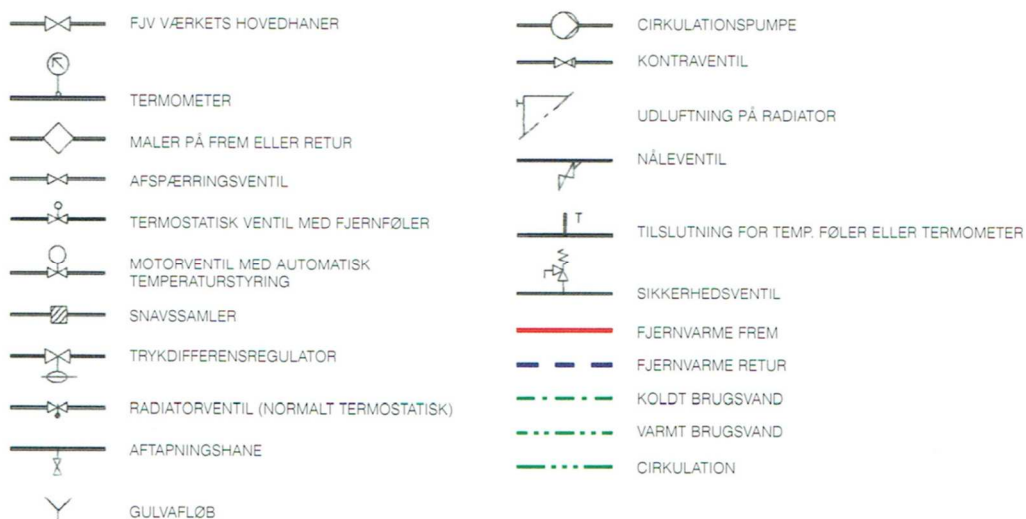 FJV VÆRKETS HOVEDHANER
TERMOMETER
MALER PÅ FREM ELLER RETUR
AFSPÆRRINGSVENTIL
TERMOSTATISK VENTIL MED FJERNFØLER
MOTORVENTIL MED AUTOMATISK
TEMPERATURSTYRING
SNAVSSAMLER
TRYKDIFFERENSREGULATOR
RADIATORVENTIL (NORMALT TERMOSTATISK)
AFTAPNINGSHANE
GULVAFLØB
CIRKULATIONSPUMPE
KONTRAVENTIL
UDLUFTNING PÅ RADIATOR
NÅLEVENTIL
T
TILSLUTNING FOR TEMP. FØLER ELLER TERMOMETER
SIKKERHEDSVENTIL
FJERNVARME FREM
FJERNVARME RETUR
KOLDT BRUGSVAND
VARMT BRUGSVAND
CIRKULATION